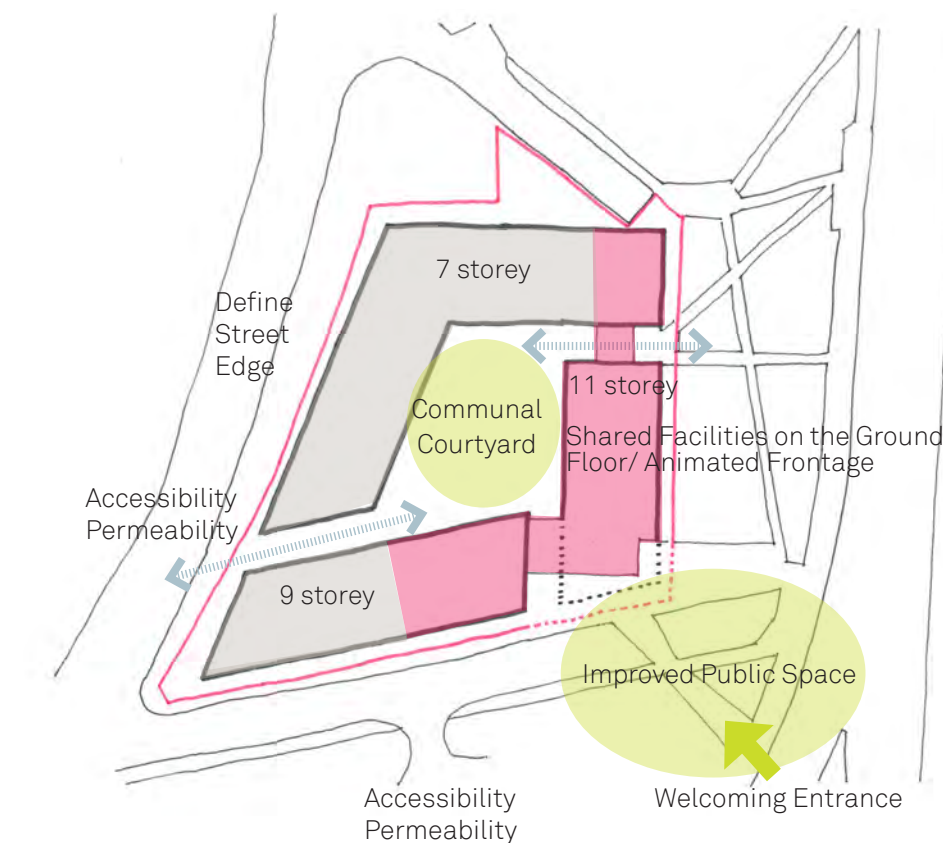 7 storey
Define
Street
Edge
11 storey
Communal
Courtyard
Shared Facilities on the Ground
Floor/ Animated Frontage
Accessibility
Permeability
9 storey
Improved Public Space
Welcoming Entrance
Accessibility
Permeability